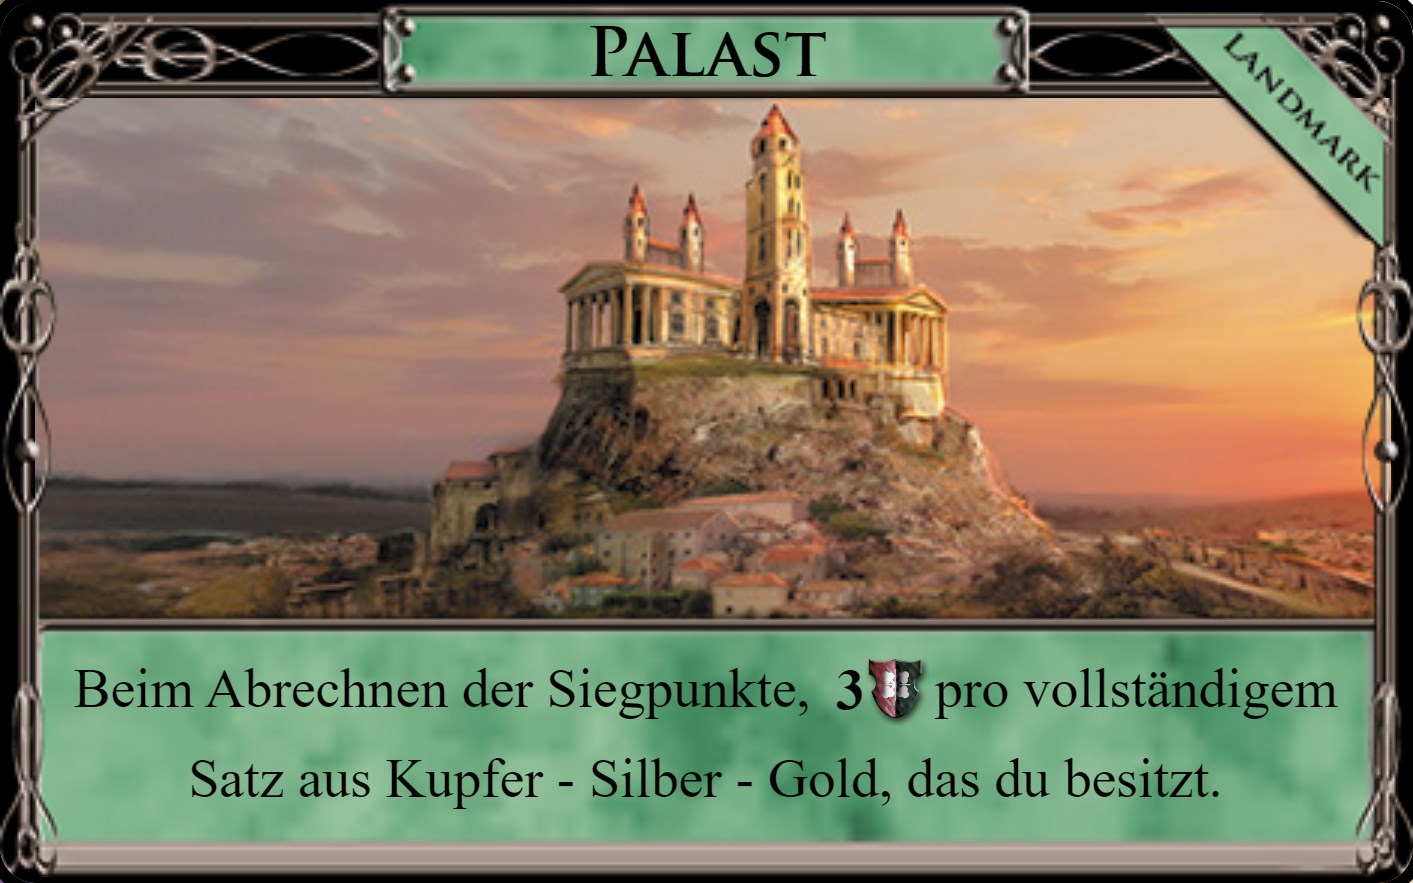 PALAST
LANDMARK
Beim Abrechnen der Siegpunkte, 3 pro vollständigem
Satz aus Kupfer - Silber - Gold, das du besitzt.